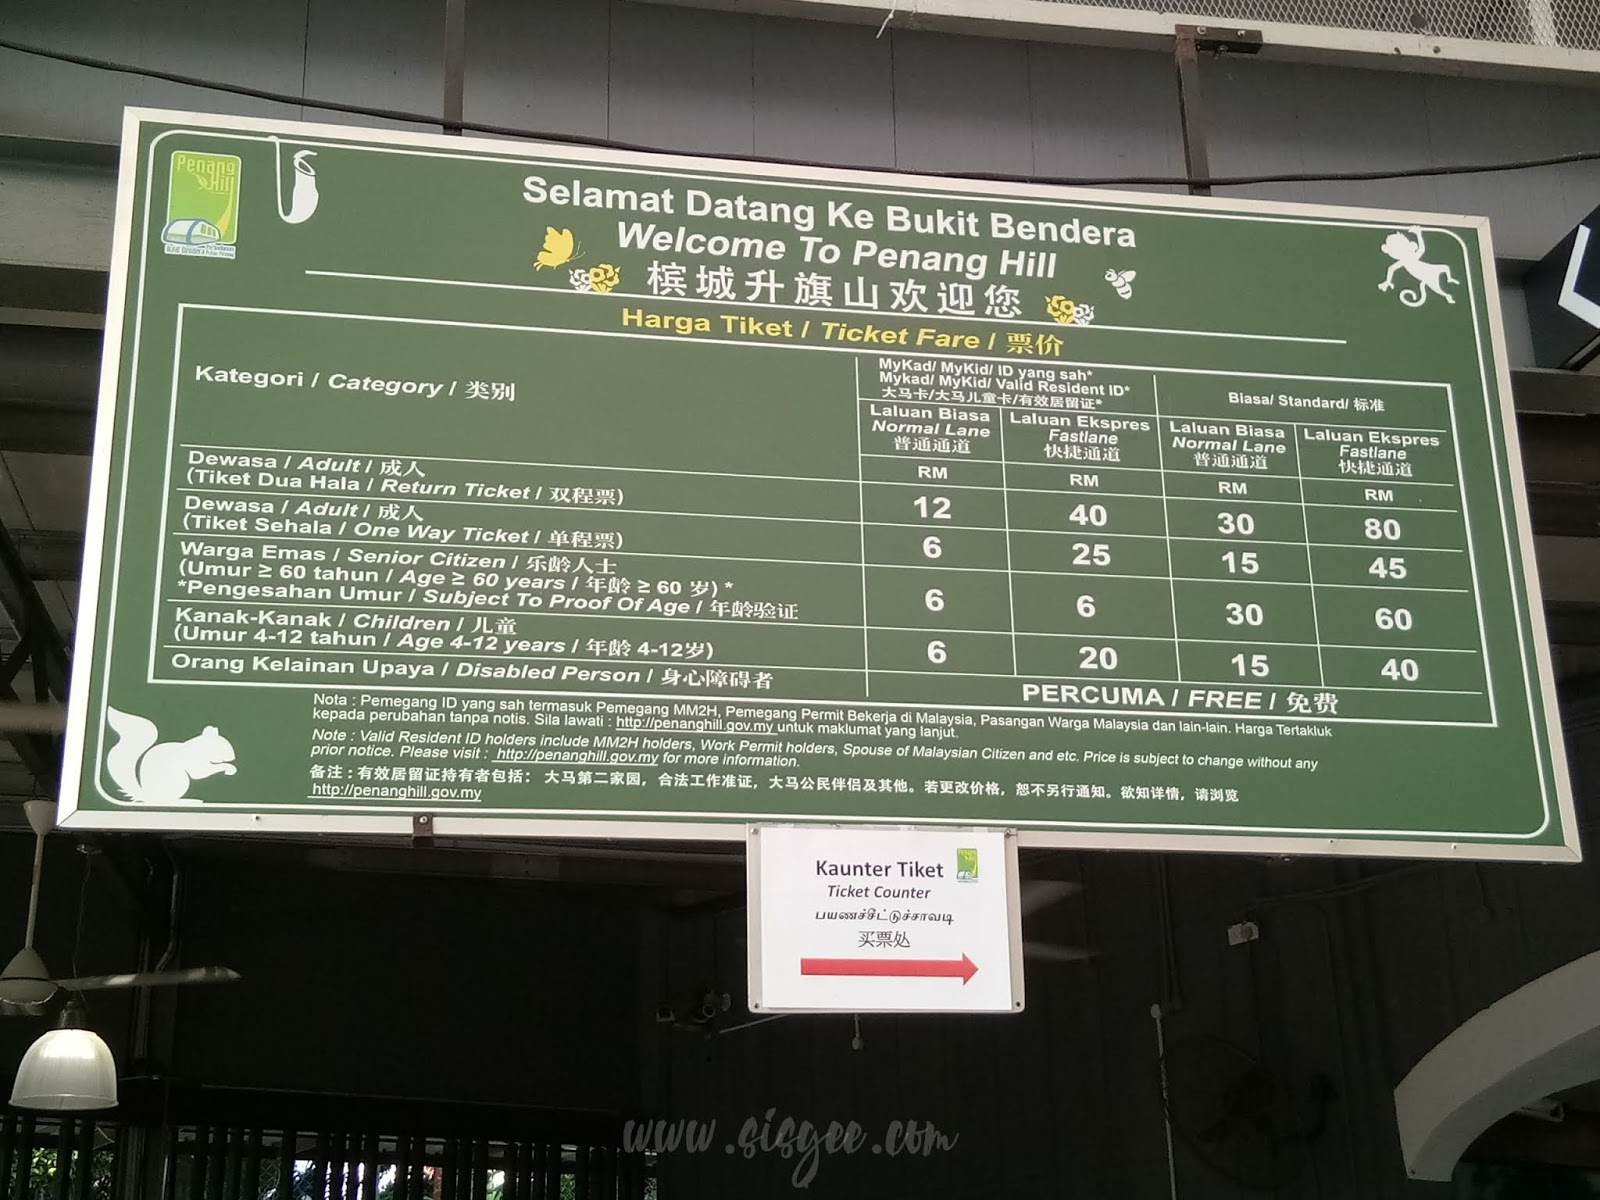 Penang
Hill
Selamat Datang Ke Bukit Bendera
Welcome To Penang Hill
槟城升旗山欢迎您
Harga Tiket / Ticket Fare / 票价
Kategori / Category / 类别
MyKad/ MyKid/ ID yang sah*
Mykad/ MyKid/ Valid Resident ID*
大马卡/大马儿童卡/有效居留证*
Biasa/ Standard/ 标准
Laluan Biasa
Normal Lane
普通通道
Laluan Ekspres
Fastlane
快捷通道
Laluan Biasa
Normal Lane
普通通道
Laluan Ekspres
Fastlane
快捷通道
RM RM RM RM
Dewasa / Adult / 成人
(Tiket Dua Hala / Return Ticket / 双程票)
12 40 30 80
Dewasa / Adult / 成人
(Tiket Sehala / One Way Ticket / 单程票)
6 25 15 45
Warga Emas / Senior Citizen / 乐龄人士
(Umur ≥ 60 tahun / Age ≥ 60 years / 年龄 ≥ 60 岁) *
*Pengesahan Umur / Subject To Proof Of Age / 年龄验证
6 6 30 60
Kanak-Kanak / Children / 儿童
(Umur 4-12 tahun / Age 4-12 years / 年龄 4-12岁)
6 20 15 40
Orang Kelainan Upaya / Disabled Person / 身心障碍者
PERCUMA / FREE / 免费
Nota : Pemegang ID yang sah termasuk Pemegang MM2H, Pemegang Permit Bekerja di Malaysia, Pasangan Warga Malaysia dan lain-lain. Harga Tertakluk
kepada perubahan tanpa notis. Sila lawati : http://penanghill.gov.my untuk maklumat yang lanjut.
Note : Valid Resident ID holders include MM2H holders, Work Permit holders, Spouse of Malaysian Citizen and etc. Price is subject to change without any
prior notice. Please visit : http://penanghill.gov.my for more information.
备注 : 有效居留证持有者包括： 大马第二家园，合法工作准证，大马公民伴侣及其他。若更改价格，恕不另行通知。欲知详情，请浏览
http://penanghill.gov.my
Kaunter Tiket
Ticket Counter
பயணச்சீட்டுச்சாவடி
买票处
www.sisgee.com